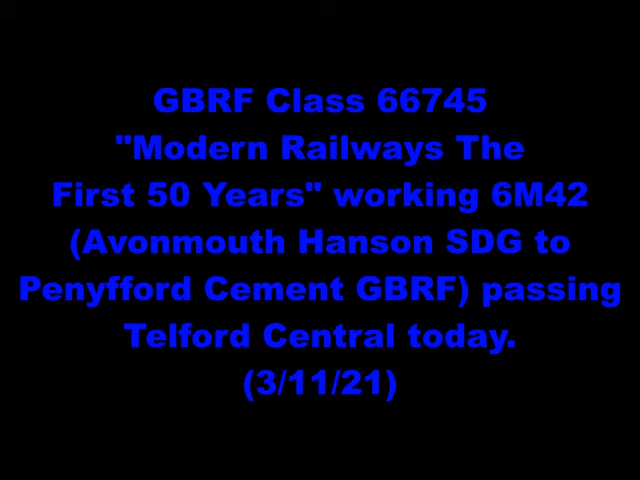 GBRF Class 66745
"Modern Railways The
First 50 Years" working 6M42
(Avonmouth Hanson SDG to
Penyfford Cement GBRF) passing
Telford Central today.
(3/11/21)